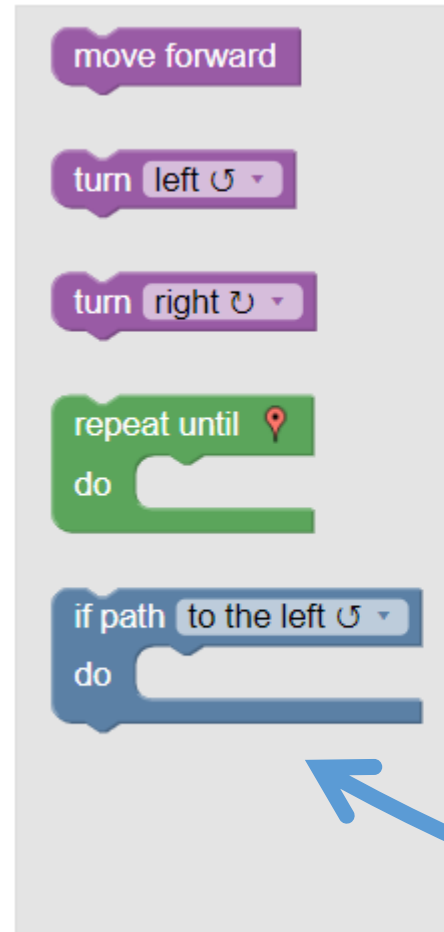 move forward
turn left ↺
turn right ↻
repeat until
do
if path to the left ↺
do